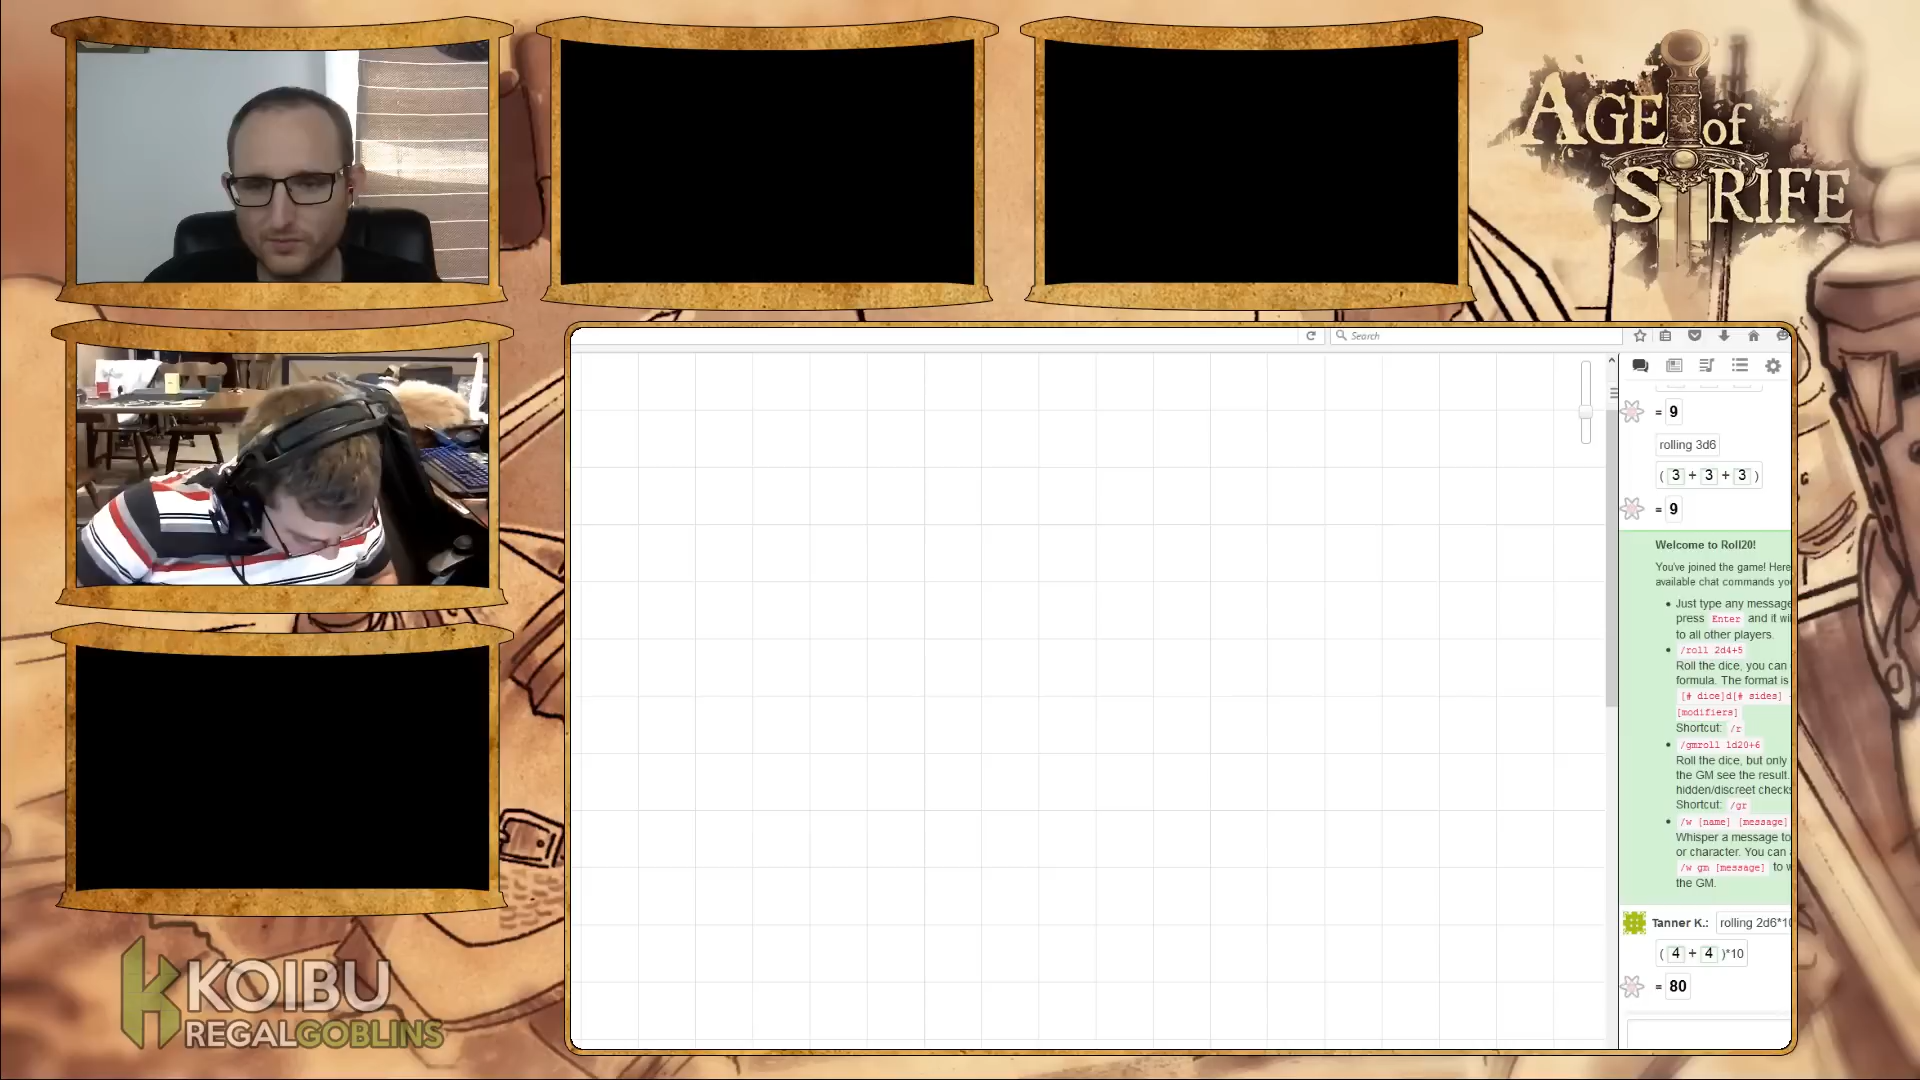 AGE of
STRIFE
Search
= 9
rolling 3d6
( 3 + 3 + 3 )
= 9
Welcome to Roll20!
You've joined the game! Here
available chat commands yo
• Just type any message
press Enter and it wi
to all other players.
• /roll 2d4+5
Roll the dice, you can
formula. The format is
[# dice]d[# sides]
[modifiers]
Shortcut: /r
• /gmroll 1d20+6
Roll the dice, but only
the GM see the result.
hidden/discreet checks
Shortcut: /gr
• /w [name] [message]
Whisper a message to
or character. You can
/w gm [message] to w
the GM.
Tanner K.: rolling 2d6*10
( 4 + 4 )*10
= 80
KOIBU
REGALGOBLINS